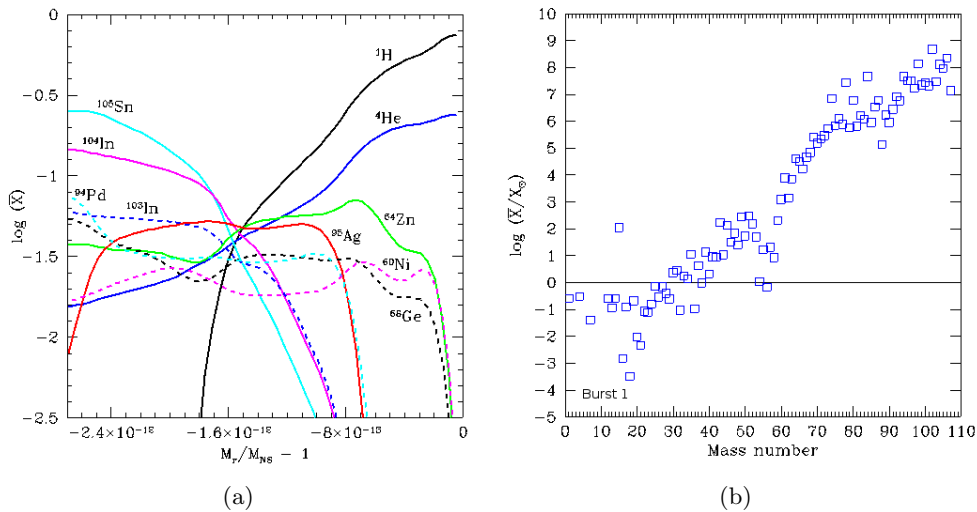 0
−0.5
−1
−1.5
−2
−2.5
log (X̄)
¹H
⁴He
¹⁰⁵Sn
¹⁰⁴In
⁹⁴Pd
¹⁰³In
⁶⁴Zn
⁹⁵Ag
⁶⁰Ni
⁶⁸Ge
−2.4×10⁻¹⁸ −1.6×10⁻¹⁸ −8×10⁻¹⁹ 0
Mᵣ/M_NS − 1
(a)
10
9
8
7
6
5
4
3
2
1
0
−1
−2
−3
−4
−5
log (X̄/X⊙)
Burst 1
0 10 20 30 40 50 60 70 80 90 100 110
Mass number
(b)